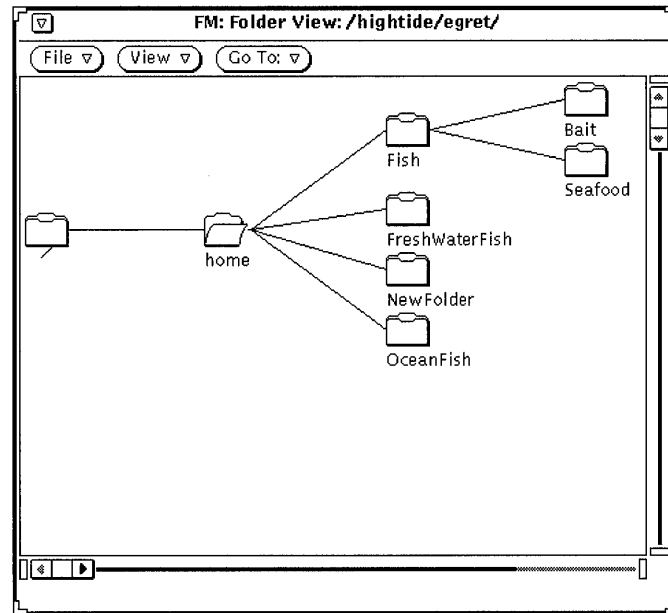 FM: Folder View: /hightide/egret/
File View Go To:
Bait
Fish
Seafood
/
FreshWaterFish
home
NewFolder
OceanFish